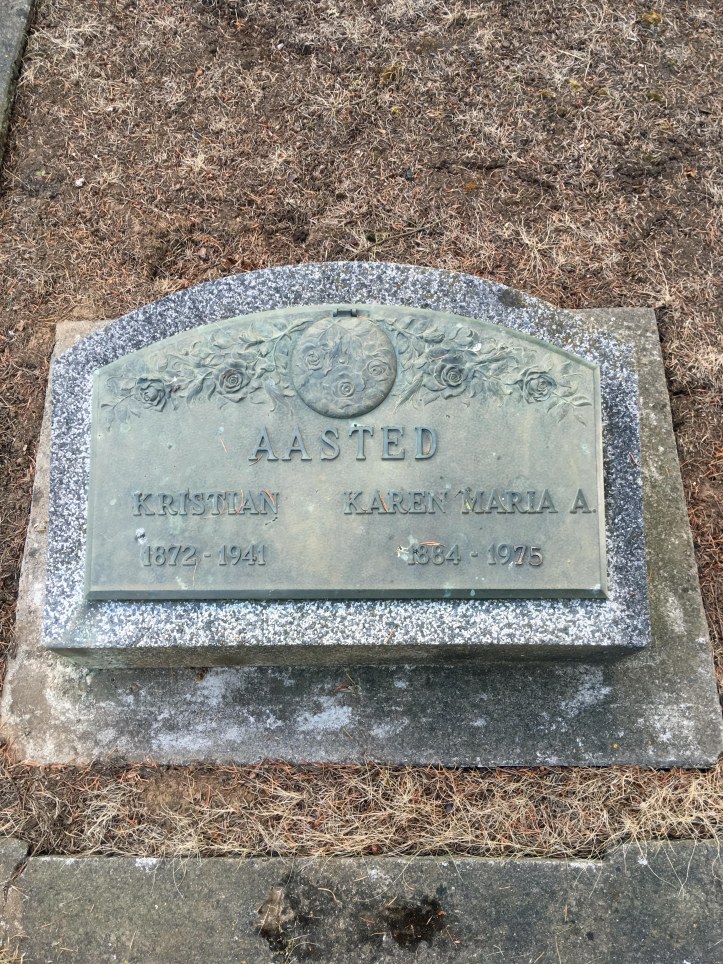 AASTED
KRISTIAN KAREN MARIA A.
1872 - 1941 1884 - 1975